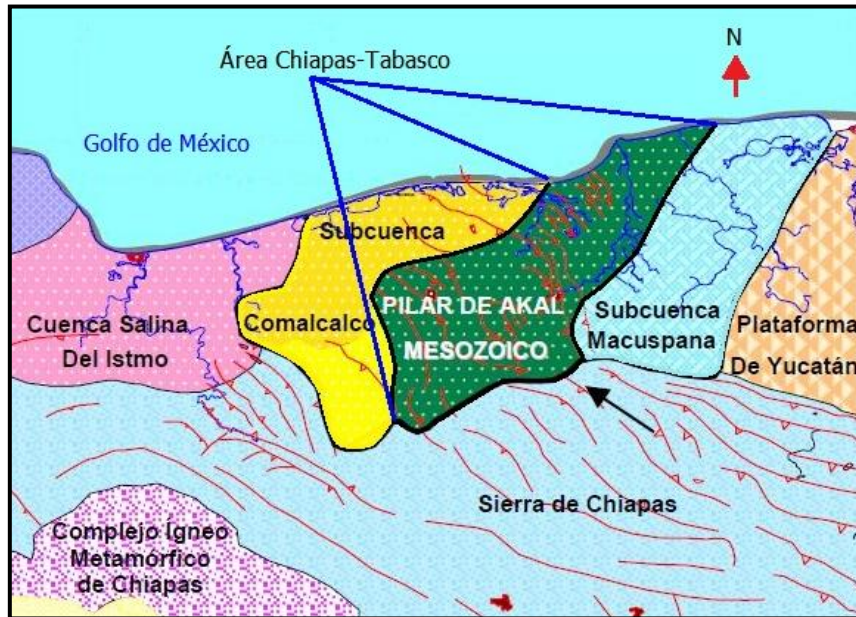 N
Área Chiapas-Tabasco
Golfo de México
Subcuenca
Comalcalco
PILAR DE AKAL
MESOZOICO
Subcuenca
Macuspana
Plataforma
De Yucatán
Cuenca Salina
Del Istmo
Sierra de Chiapas
Complejo Ígneo
Metamórfico
de Chiapas